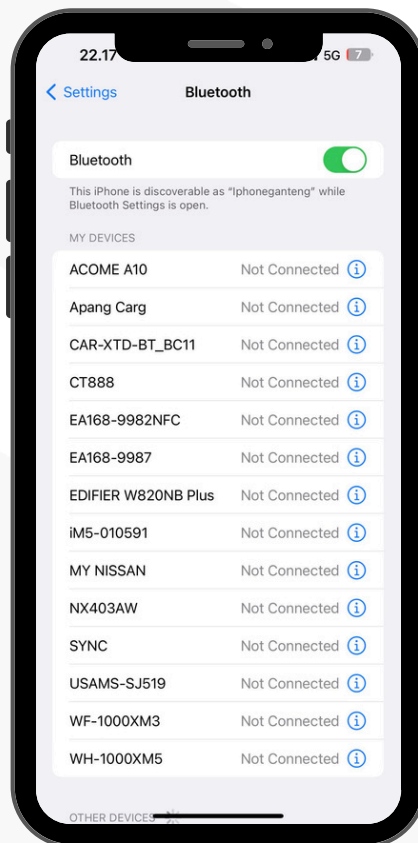 22.17 5G 7
Settings Bluetooth
Bluetooth
This iPhone is discoverable as “Iphoneganteng” while
Bluetooth Settings is open.
MY DEVICES
ACOME A10 Not Connected
Apang Carg Not Connected
CAR-XTD-BT_BC11 Not Connected
CT888 Not Connected
EA168-9982NFC Not Connected
EA168-9987 Not Connected
EDIFIER W820NB Plus Not Connected
iM5-010591 Not Connected
MY NISSAN Not Connected
NX403AW Not Connected
SYNC Not Connected
USAMS-SJ519 Not Connected
WF-1000XM3 Not Connected
WH-1000XM5 Not Connected
OTHER DEVICES